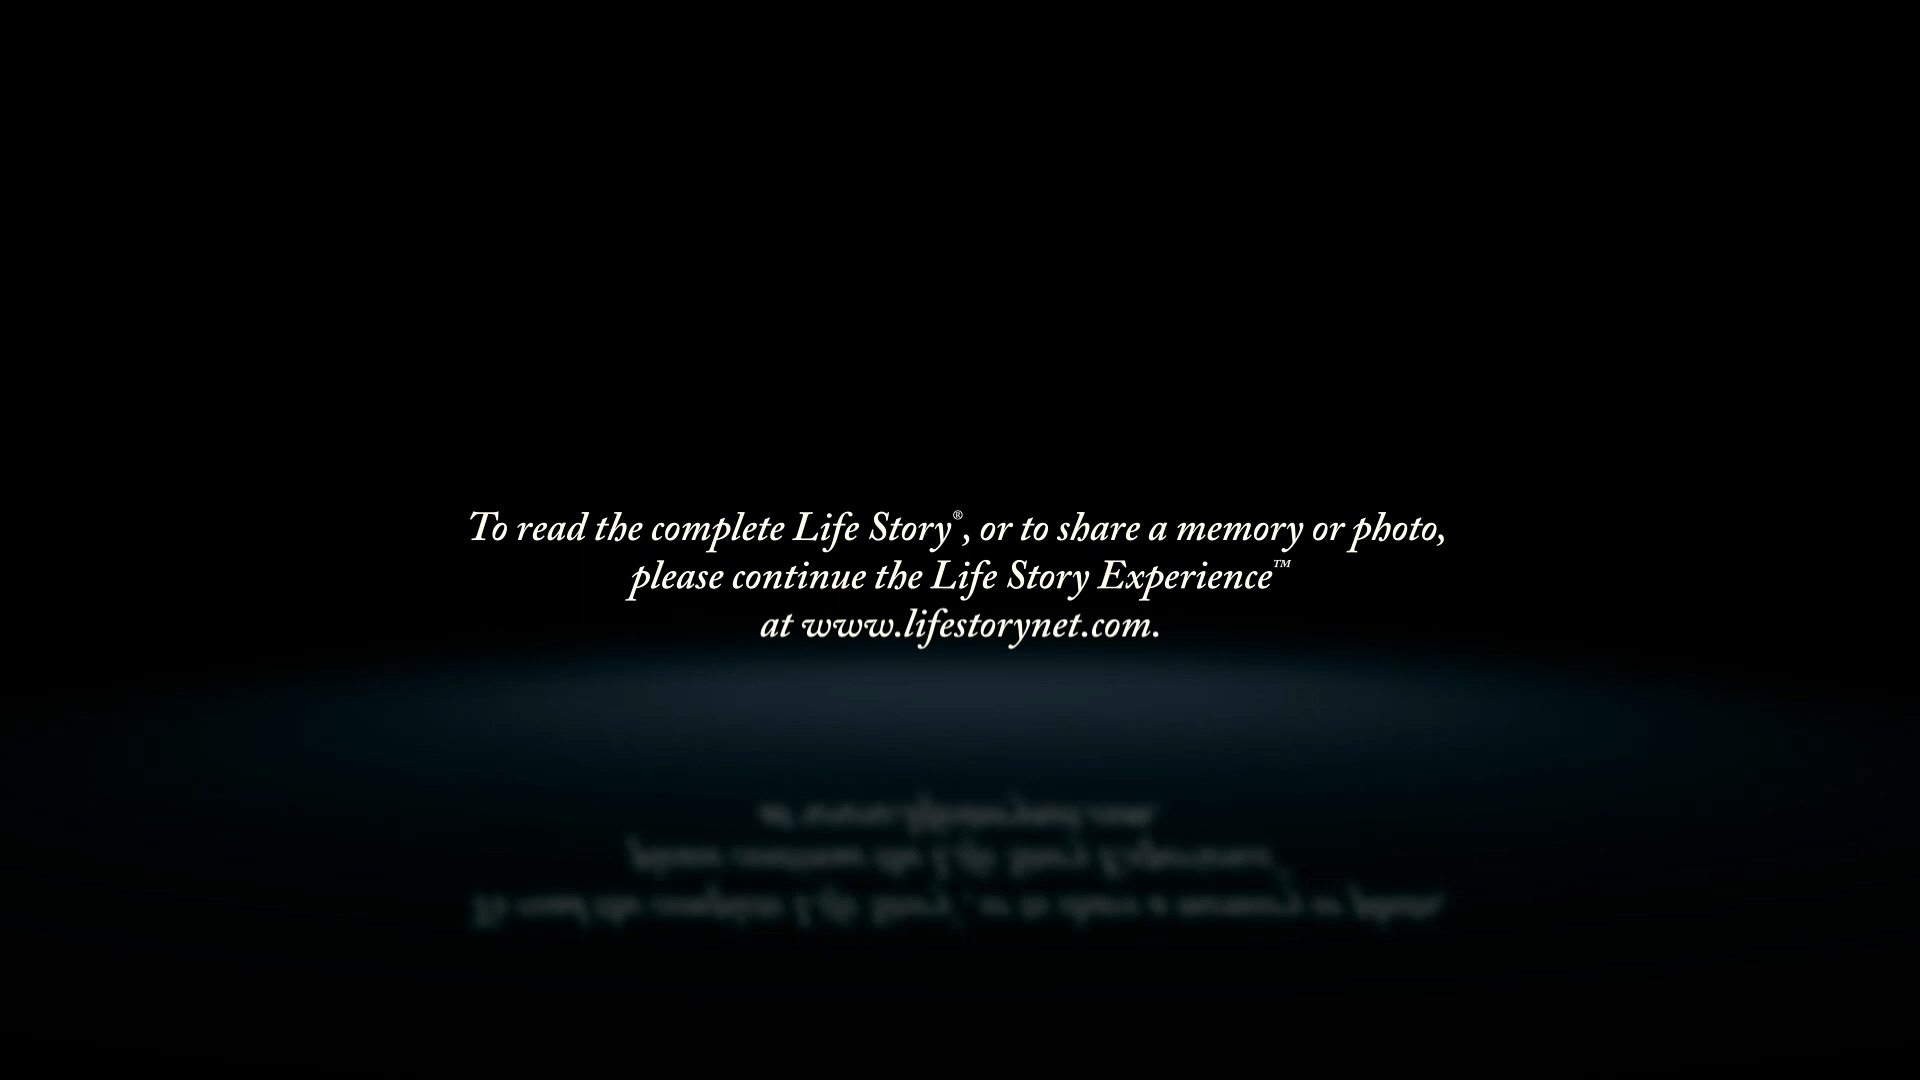 To read the complete Life Story®, or to share a memory or photo,
please continue the Life Story Experience™
at www.lifestorynet.com.